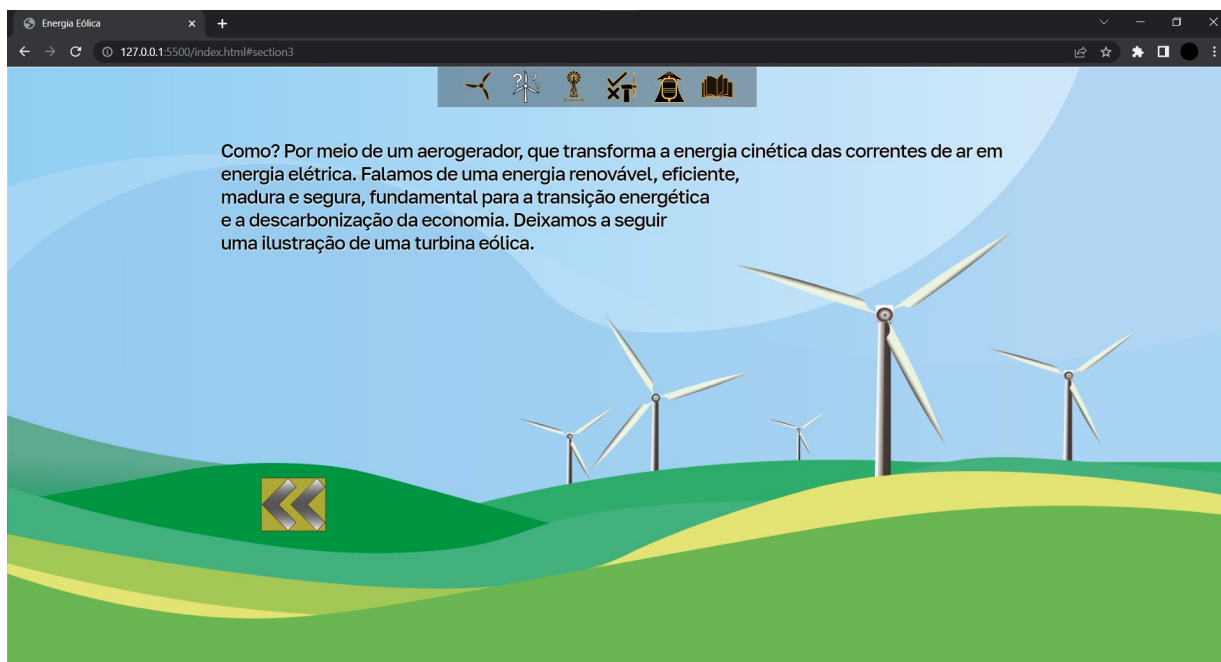 Energia Eólica
127.0.0.1:5500/index.html#section3
??
Como? Por meio de um aerogerador, que transforma a energia cinética das correntes de ar em
energia elétrica. Falamos de uma energia renovável, eficiente,
madura e segura, fundamental para a transição energética
e a descarbonização da economia. Deixamos a seguir
uma ilustração de uma turbina eólica.